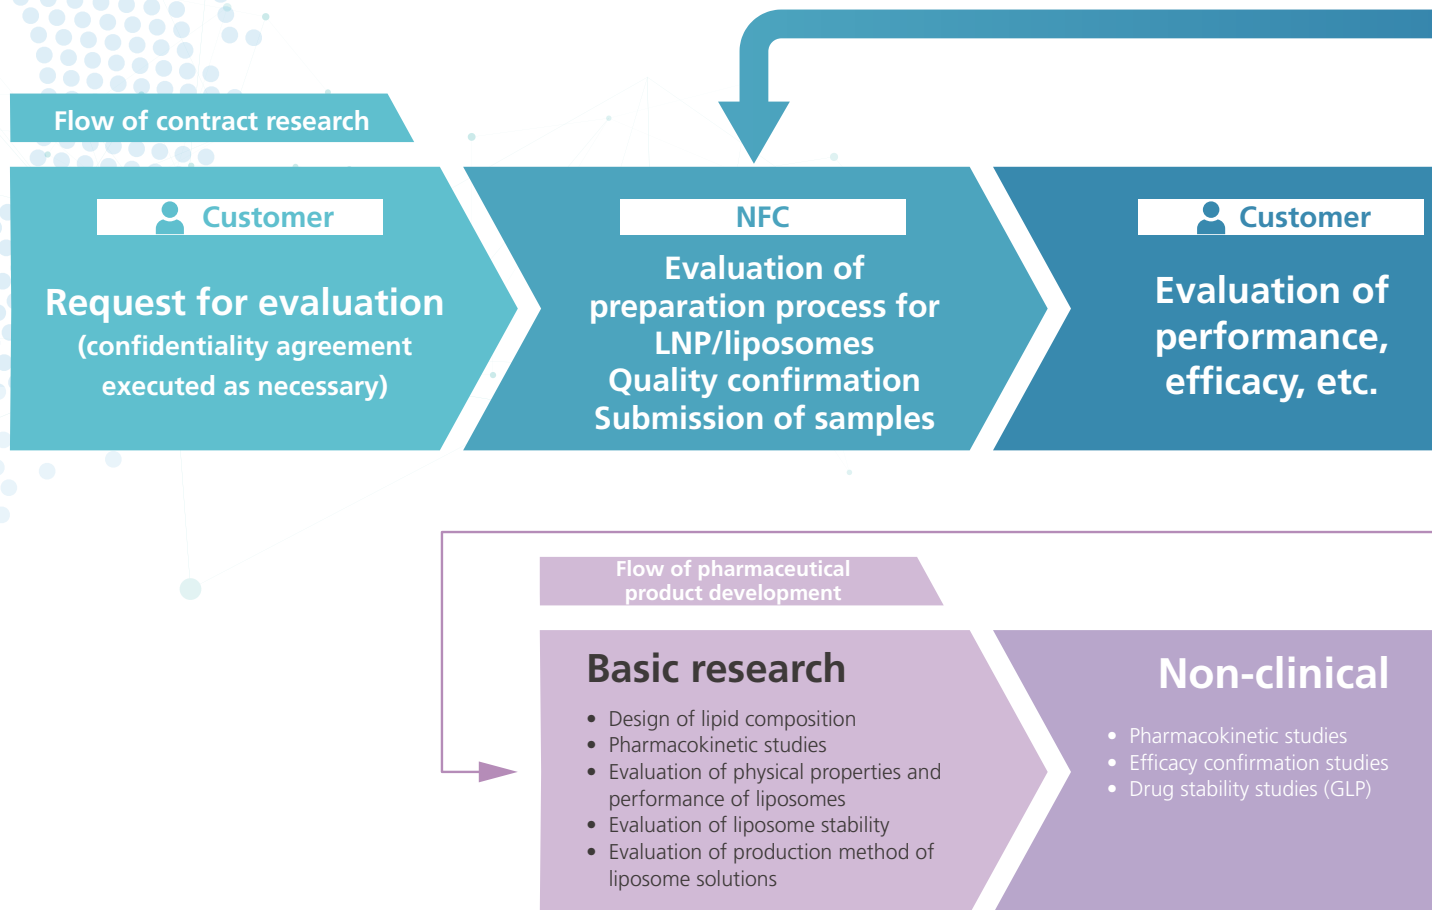 Flow of contract research
Customer
Request for evaluation
(confidentiality agreement
executed as necessary)
NFC
Evaluation of
preparation process for
LNP/liposomes
Quality confirmation
Submission of samples
Customer
Evaluation of
performance,
efficacy, etc.
Flow of pharmaceutical
product development
Basic research
• Design of lipid composition
• Pharmacokinetic studies
• Evaluation of physical properties and
performance of liposomes
• Evaluation of liposome stability
• Evaluation of production method of
liposome solutions
Non-clinical
• Pharmacokinetic studies
• Efficacy confirmation studies
• Drug stability studies (GLP)